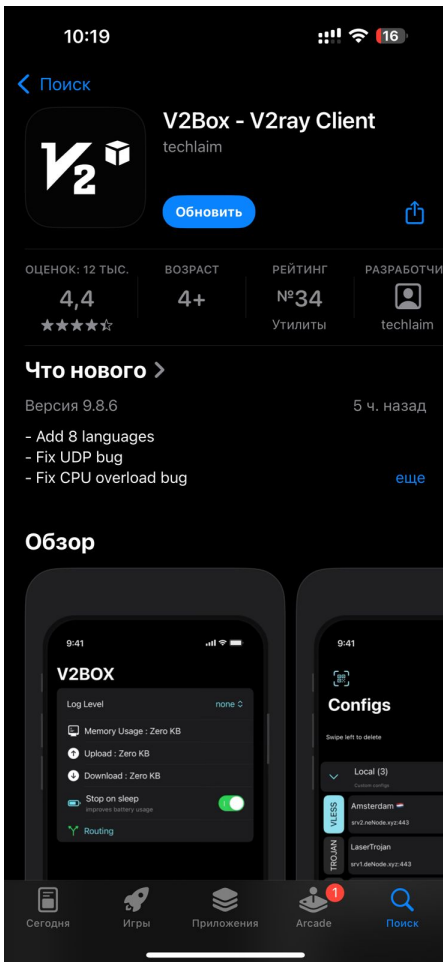 10:19
16
Поиск
V2
V2Box - V2ray Client
techlaim
Обновить
ОЦЕНОК: 12 ТЫС. ВОЗРАСТ РЕЙТИНГ РАЗРАБОТЧИ
4,4 4+ №34
Утилиты techlaim
Что нового
Версия 9.8.6 5 ч. назад
- Add 8 languages
- Fix UDP bug
- Fix CPU overload bug еще
Обзор
9:41
V2BOX
Log Level none
Memory Usage : Zero KB
Upload : Zero KB
Download : Zero KB
Stop on sleep
improves battery usage
Routing
9:41
Configs
Swipe left to delete
Local (3)
Custom configs
VLESS
Amsterdam
srv2.neNode.xyz:443
TROJAN
LaserTrojan
srv1.deNode.xyz:443
1
Сегодня Игры Приложения Arcade Поиск